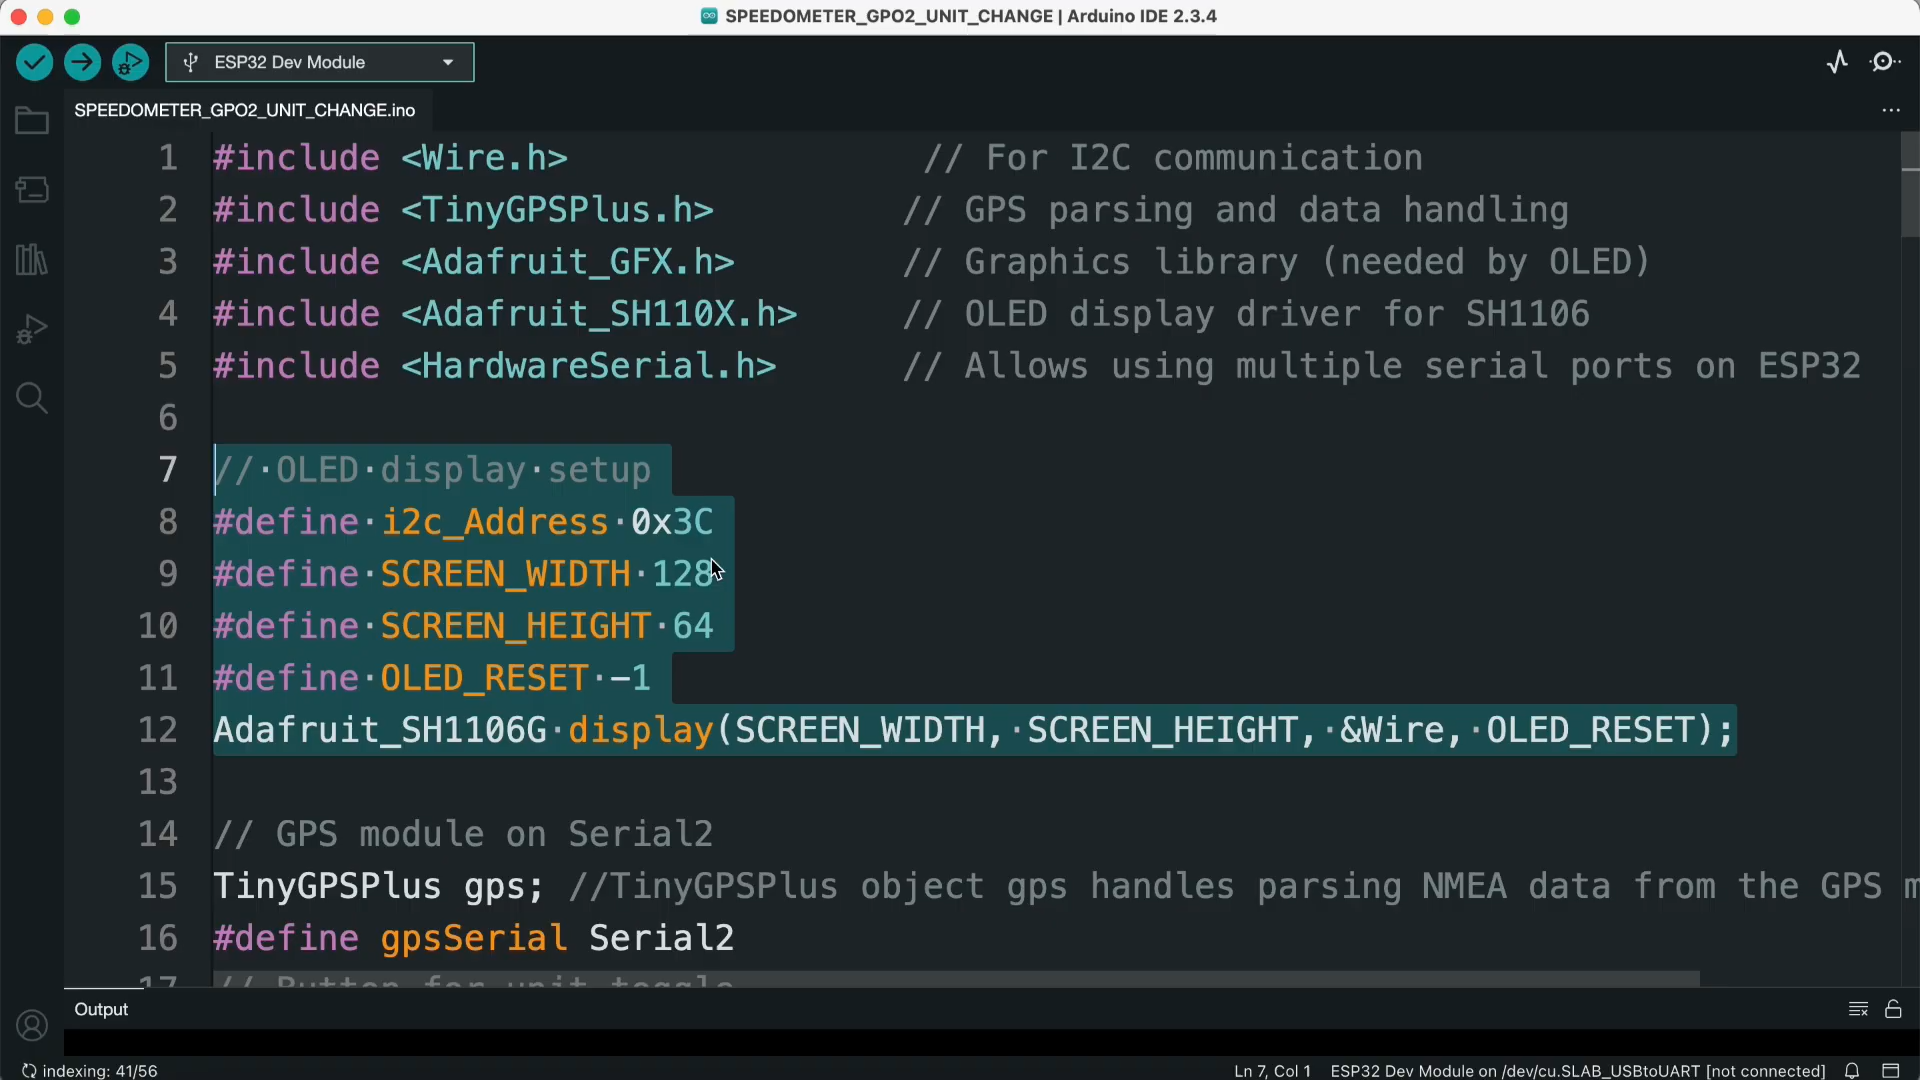 SPEEDOMETER_GPO2_UNIT_CHANGE | Arduino IDE 2.3.4
ESP32 Dev Module
SPEEDOMETER_GPO2_UNIT_CHANGE.ino
1 #include <Wire.h> // For I2C communication
2 #include <TinyGPSPlus.h> // GPS parsing and data handling
3 #include <Adafruit_GFX.h> // Graphics library (needed by OLED)
4 #include <Adafruit_SH110X.h> // OLED display driver for SH1106
5 #include <HardwareSerial.h> // Allows using multiple serial ports on ESP32
6
7 // OLED display setup
8 #define i2c_Address 0x3C
9 #define SCREEN_WIDTH 128
10 #define SCREEN_HEIGHT 64
11 #define OLED_RESET -1
12 Adafruit_SH1106G display(SCREEN_WIDTH, SCREEN_HEIGHT, &Wire, OLED_RESET);
13
14 // GPS module on Serial2
15 TinyGPSPlus gps; //TinyGPSPlus object gps handles parsing NMEA data from the GPS m
16 #define gpsSerial Serial2
17 // Button for unit toggle
Output
indexing: 41/56
Ln 7, Col 1 ESP32 Dev Module on /dev/cu.SLAB_USBtoUART [not connected]